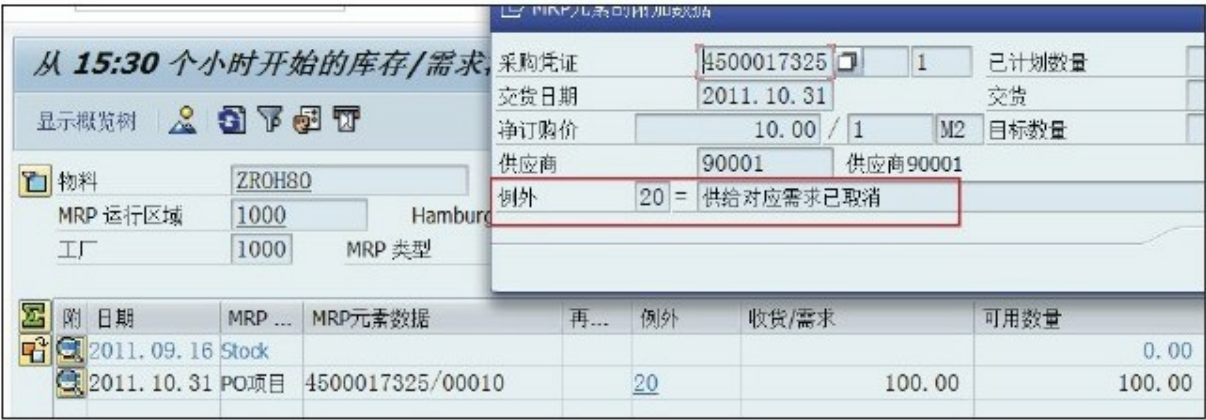 MRP元素的附加数据
从 15:30 个小时开始的库存/需求
显示概览树
物料 ZROH80
MRP 运行区域 1000 Hamburg
工厂 1000 MRP 类型
采购凭证 4500017325 1 已计划数量
交货日期 2011.10.31 交货
净订购价 10.00 / 1 M2 目标数量
供应商 90001 供应商90001
例外 20 = 供给对应需求已取消
附 日期 MRP ... MRP元素数据 再... 例外 收货/需求 可用数量
2011.09.16 Stock 0.00
2011.10.31 PO项目 4500017325/00010 20 100.00 100.00